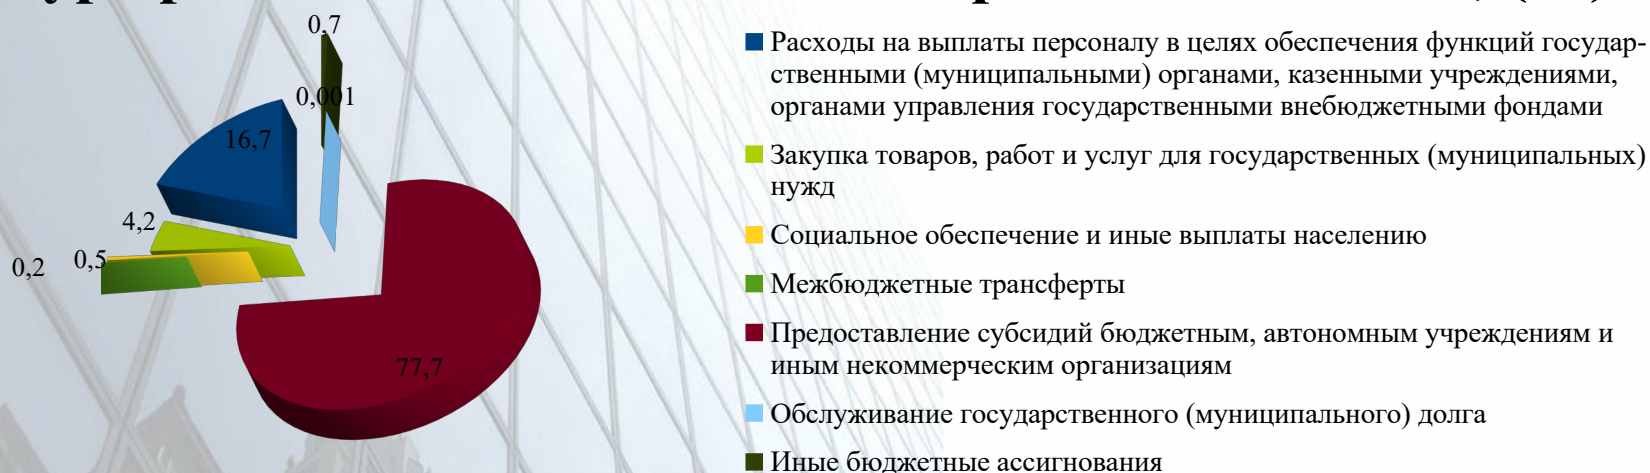 0,7
0,001
16,7
4,2
0,5
0,2
77,7
Расходы на выплаты персоналу в целях обеспечения функций государ-
ственными (муниципальными) органами, казенными учреждениями,
органами управления государственными внебюджетными фондами
Закупка товаров, работ и услуг для государственных (муниципальных)
нужд
Социальное обеспечение и иные выплаты населению
Межбюджетные трансферты
Предоставление субсидий бюджетным, автономным учреждениям и
иным некоммерческим организациям
Обслуживание государственного (муниципального) долга
Иные бюджетные ассигнования